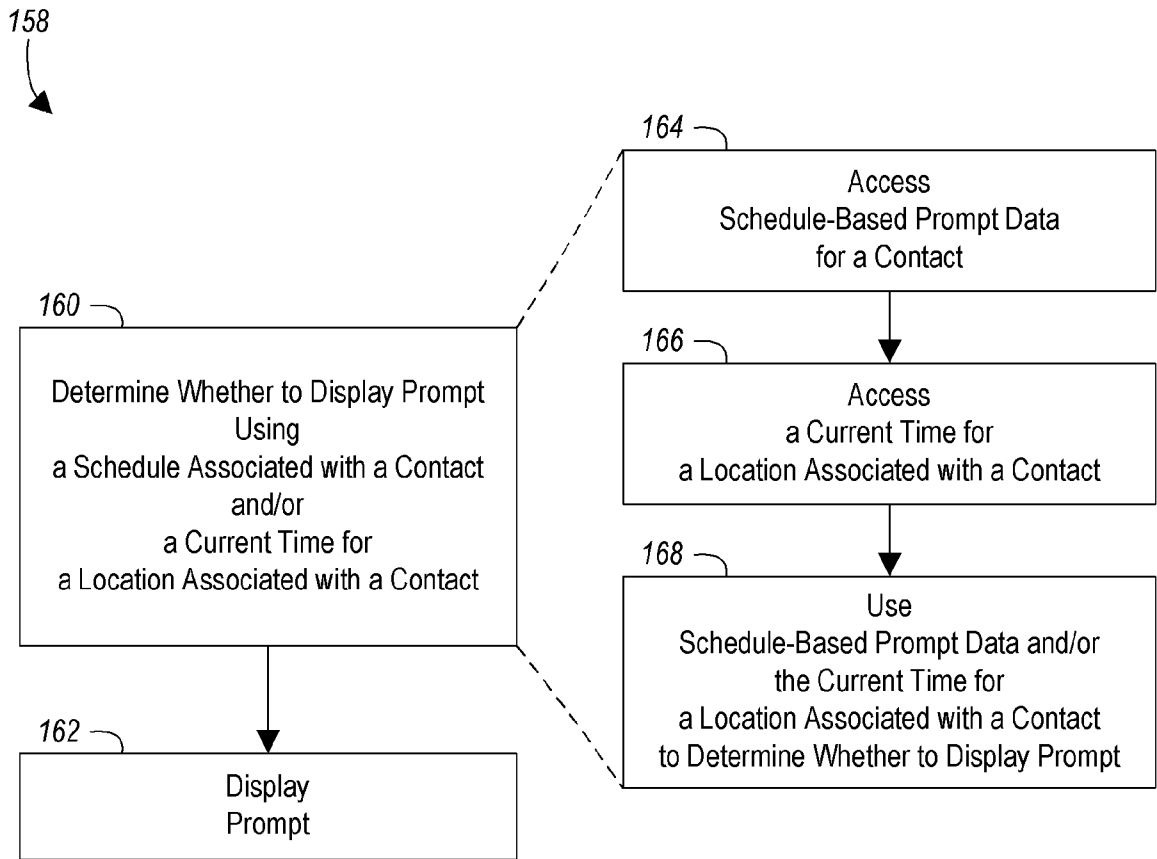 158
160
Determine Whether to Display Prompt
Using
a Schedule Associated with a Contact
and/or
a Current Time for
a Location Associated with a Contact
162
Display
Prompt
164
Access
Schedule-Based Prompt Data
for a Contact
166
Access
a Current Time for
a Location Associated with a Contact
168
Use
Schedule-Based Prompt Data and/or
the Current Time for
a Location Associated with a Contact
to Determine Whether to Display Prompt